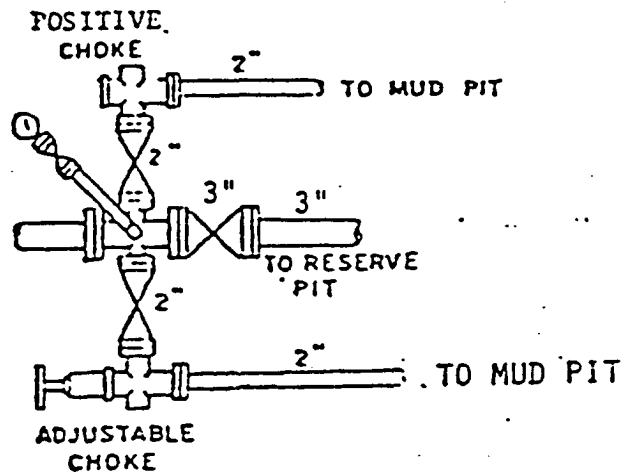 POSITIVE
CHOKE
2"
TO MUD PIT
2"
3"
3"
TO RESERVE
PIT
2"
2"
TO MUD PIT
ADJUSTABLE
CHOKE